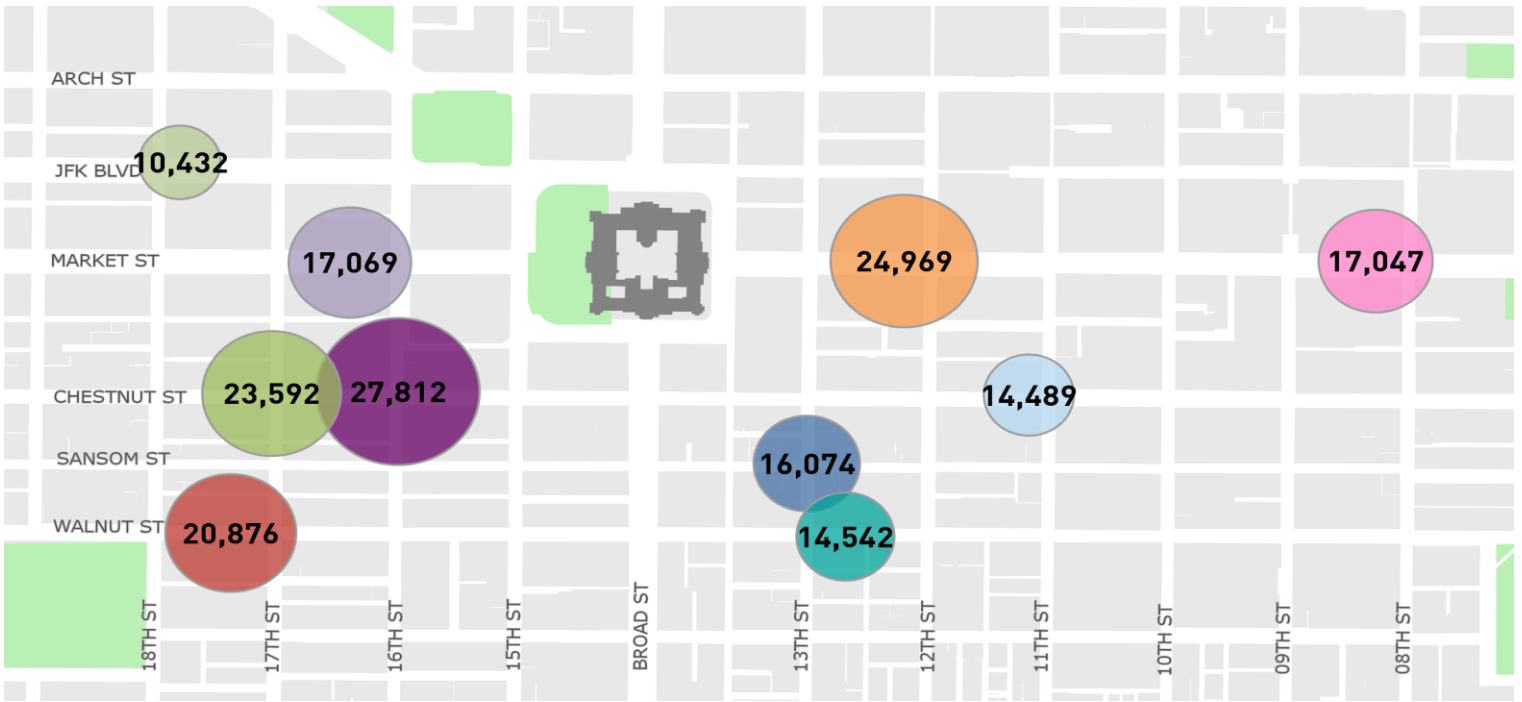 ARCH ST
10,432
JFK BLVD
17,069
24,969
17,047
MARKET ST
23,592
27,812
14,489
CHESTNUT ST
SANSOM ST
16,074
WALNUT ST
20,876
14,542
18TH ST
17TH ST
16TH ST
15TH ST
BROAD ST
13TH ST
12TH ST
11TH ST
10TH ST
09TH ST
08TH ST